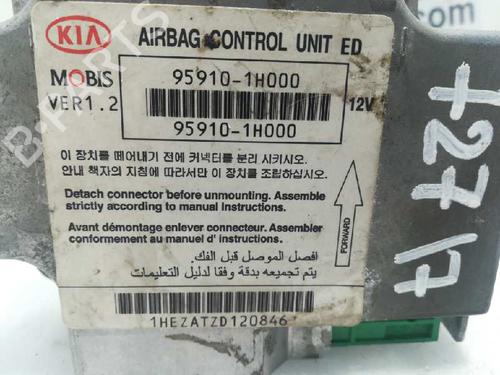 KIA AIRBAG CONTROL UNIT ED
MOBIS 95910-1H000
VER1.2 12V
95910-1H000
이 장치를 떼어내기 전에 커넥터를 분리 시키시오.
안내 책자의 지침에 따라서만 이 장치를 조립하십시오.
Detach connector before unmounting. Assemble
strictly according to manual instructions.
Avant démontage enlever connecteur. Assembler
conformement au manuel d' instructions.
افصل الموصل قبل الفك.
يتم تجميعه بدقة وفقا لدليل التعليمات
FORWARD
1HEZATZD120846
+2717
B-PARTS